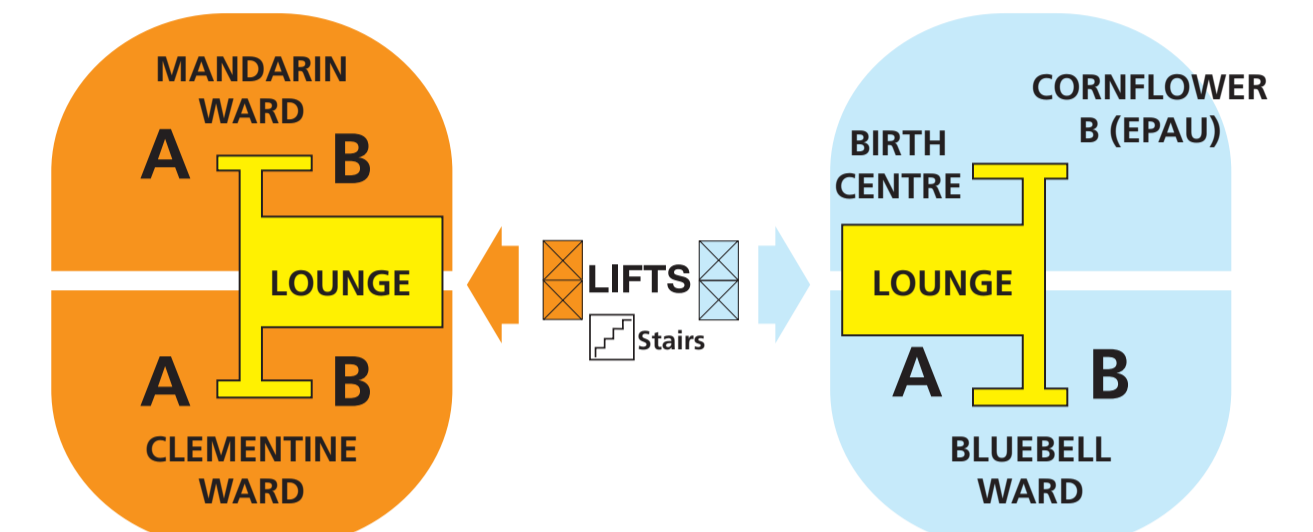 MANDARIN
WARD
A B
LOUNGE
A B
CLEMENTINE
WARD
LIFTS
Stairs
CORNFLOWER
B (EPAU)
BIRTH
CENTRE
LOUNGE
A B
BLUEBELL
WARD